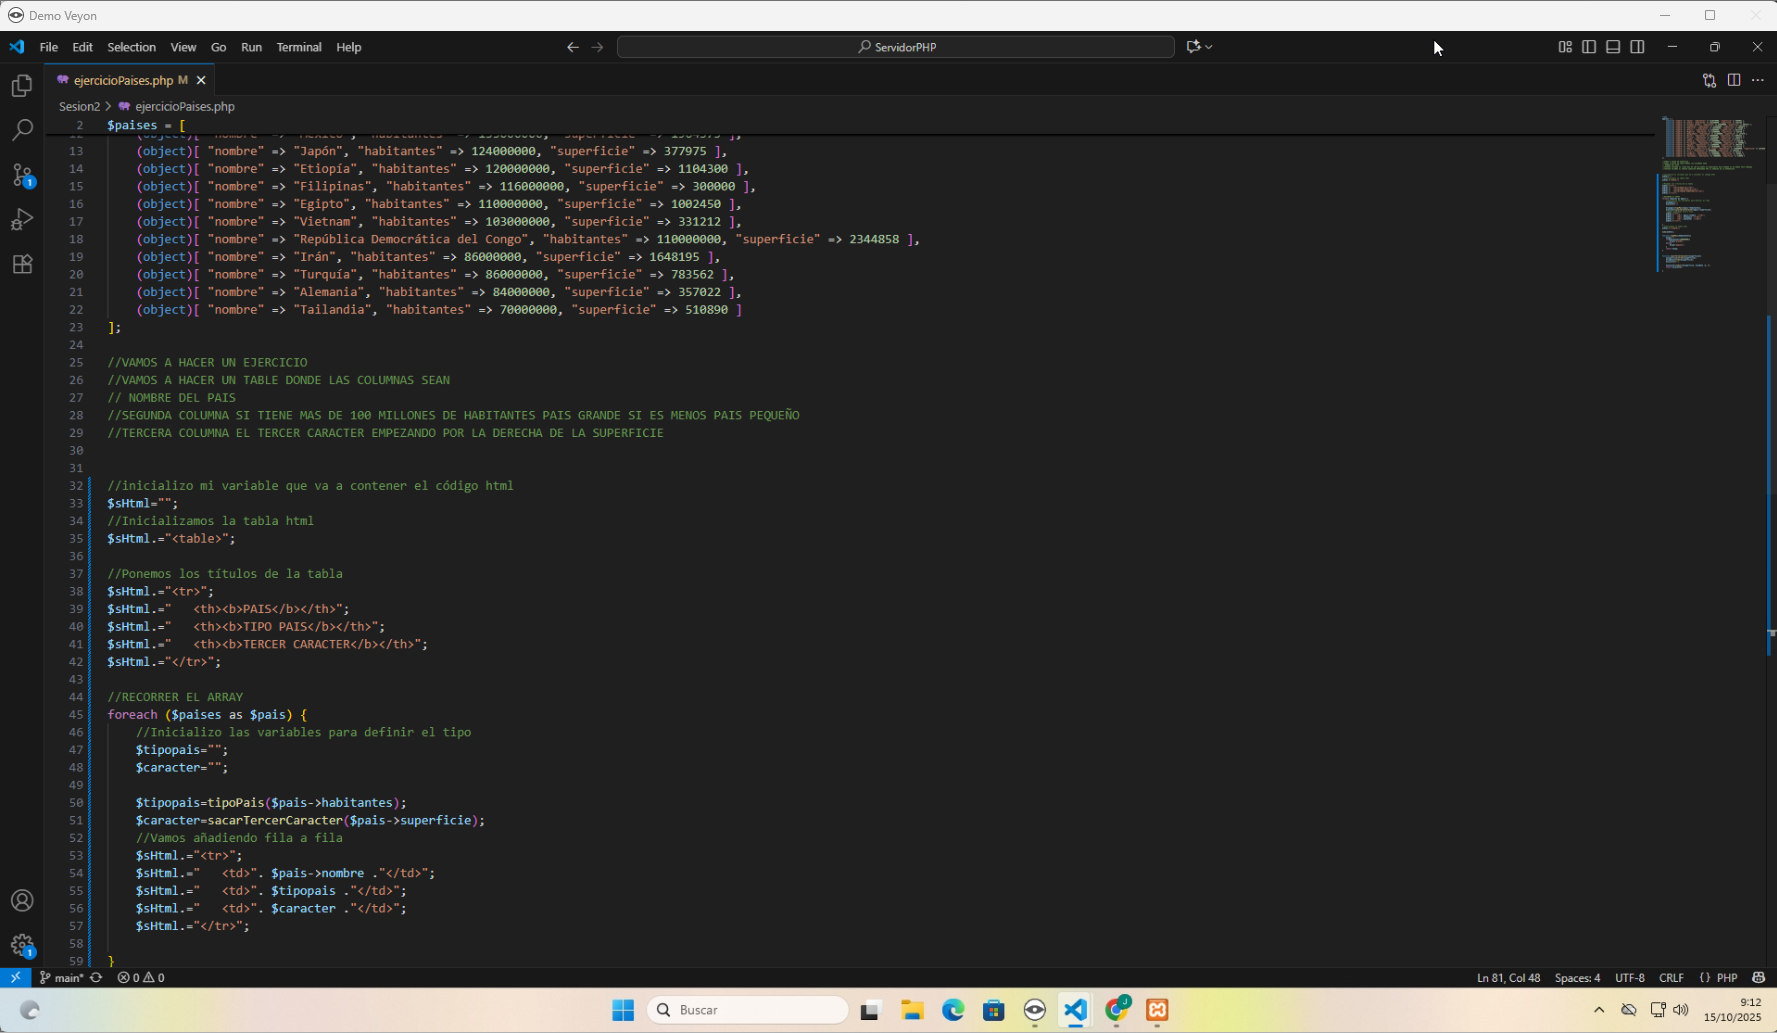 Demo Veyon
File Edit Selection View Go Run Terminal Help
ServidorPHP
ejercicioPaises.php M
Sesion2 > ejercicioPaises.php
2 $paises = [
13 (object)[ "nombre" => "Japón", "habitantes" => 124000000, "superficie" => 377975 ],
14 (object)[ "nombre" => "Etiopía", "habitantes" => 120000000, "superficie" => 1104300 ],
15 (object)[ "nombre" => "Filipinas", "habitantes" => 116000000, "superficie" => 300000 ],
16 (object)[ "nombre" => "Egipto", "habitantes" => 110000000, "superficie" => 1002450 ],
17 (object)[ "nombre" => "Vietnam", "habitantes" => 103000000, "superficie" => 331212 ],
18 (object)[ "nombre" => "República Democrática del Congo", "habitantes" => 110000000, "superficie" => 2344858 ],
19 (object)[ "nombre" => "Irán", "habitantes" => 86000000, "superficie" => 1648195 ],
20 (object)[ "nombre" => "Turquía", "habitantes" => 86000000, "superficie" => 783562 ],
21 (object)[ "nombre" => "Alemania", "habitantes" => 84000000, "superficie" => 357022 ],
22 (object)[ "nombre" => "Tailandia", "habitantes" => 70000000, "superficie" => 510890 ]
23 ];
24
25 //VAMOS A HACER UN EJERCICIO
26 //VAMOS A HACER UN TABLE DONDE LAS COLUMNAS SEAN
27 // NOMBRE DEL PAIS
28 //SEGUNDA COLUMNA SI TIENE MAS DE 100 MILLONES DE HABITANTES PAIS GRANDE SI ES MENOS PAIS PEQUEÑO
29 //TERCERA COLUMNA EL TERCER CARACTER EMPEZANDO POR LA DERECHA DE LA SUPERFICIE
30
31
32 //inicializo mi variable que va a contener el código html
33 $sHtml="";
34 //Inicializamos la tabla html
35 $sHtml.="<table>";
36
37 //Ponemos los títulos de la tabla
38 $sHtml.="<tr>";
39 $sHtml.="   <th><b>PAIS</b></th>";
40 $sHtml.="   <th><b>TIPO PAIS</b></th>";
41 $sHtml.="   <th><b>TERCER CARACTER</b></th>";
42 $sHtml.="</tr>";
43
44 //RECORRER EL ARRAY
45 foreach ($paises as $pais) {
46 //Inicializo las variables para definir el tipo
47 $tipopais="";
48 $caracter="";
49
50 $tipopais=tipoPais($pais->habitantes);
51 $caracter=sacarTercerCaracter($pais->superficie);
52 //Vamos añadiendo fila a fila
53 $sHtml.="<tr>";
54 $sHtml.="   <td>". $pais->nombre ."</td>";
55 $sHtml.="   <td>". $tipopais ."</td>";
56 $sHtml.="   <td>". $caracter ."</td>";
57 $sHtml.="</tr>";
58
59 }
main* 0 0 Ln 81, Col 48 Spaces: 4 UTF-8 CRLF {} PHP
Buscar
9:12
15/10/2025